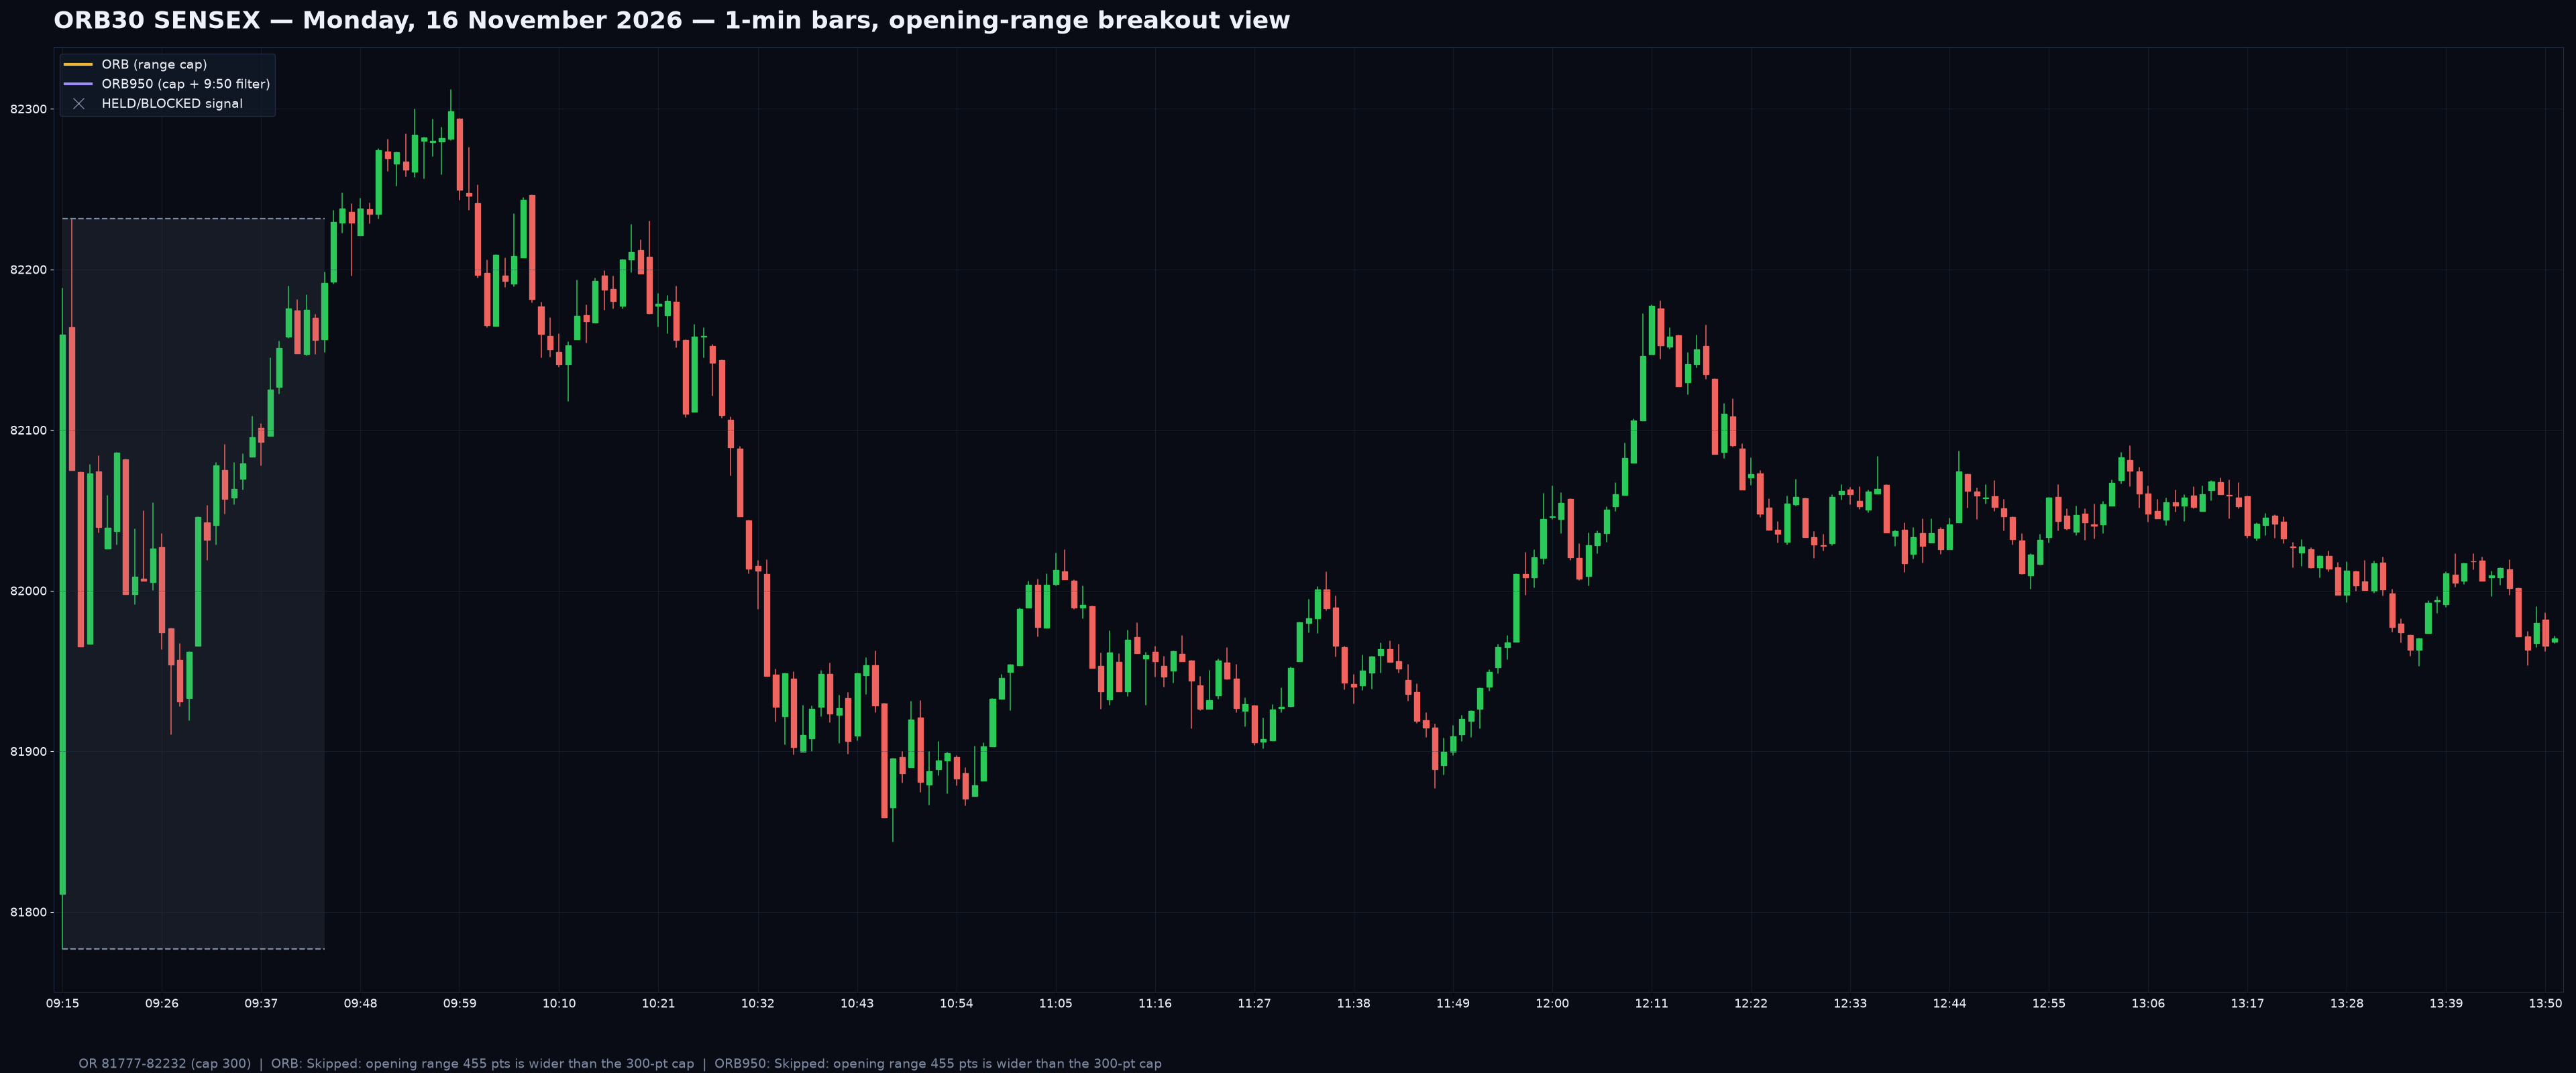 ORB30 SENSEX — Monday, 16 November 2026 — 1-min bars, opening-range breakout view
ORB (range cap)
ORB950 (cap + 9:50 filter)
HELD/BLOCKED signal
82300
82200
82100
82000
81900
81800
09:15 09:26 09:37 09:48 09:59 10:10 10:21 10:32 10:43 10:54 11:05 11:16 11:27 11:38 11:49 12:00 12:11 12:22 12:33 12:44 12:55 13:06 13:17 13:28 13:39 13:50
OR 81777-82232 (cap 300) | ORB: Skipped: opening range 455 pts is wider than the 300-pt cap | ORB950: Skipped: opening range 455 pts is wider than the 300-pt cap